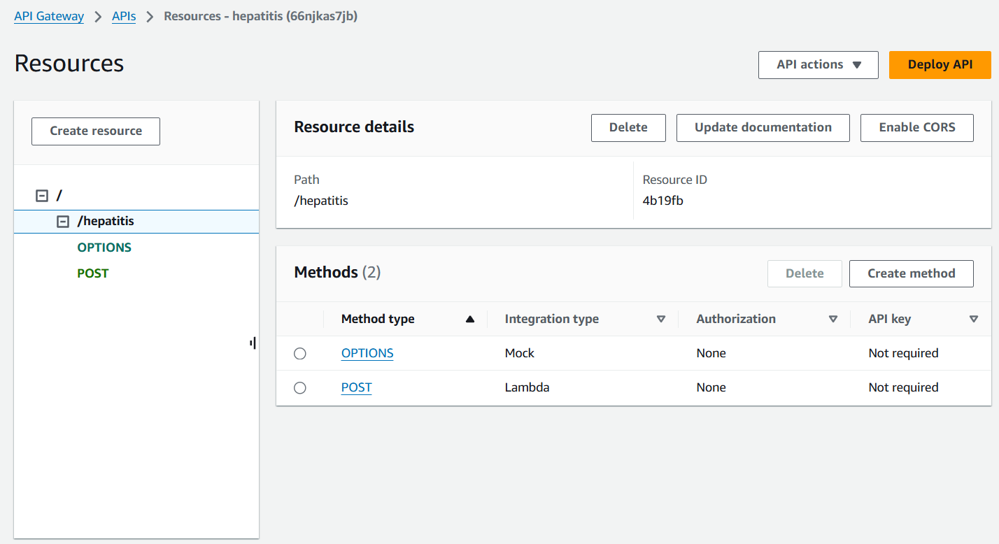 API Gateway > APIs > Resources - hepatitis (66njkas7jb)
Resources
API actions
Deploy API
Create resource
/
/hepatitis
OPTIONS
POST
Resource details
Delete
Update documentation
Enable CORS
Path
/hepatitis
Resource ID
4b19fb
Methods (2)
Delete
Create method
Method type Integration type Authorization API key
OPTIONS Mock None Not required
POST Lambda None Not required